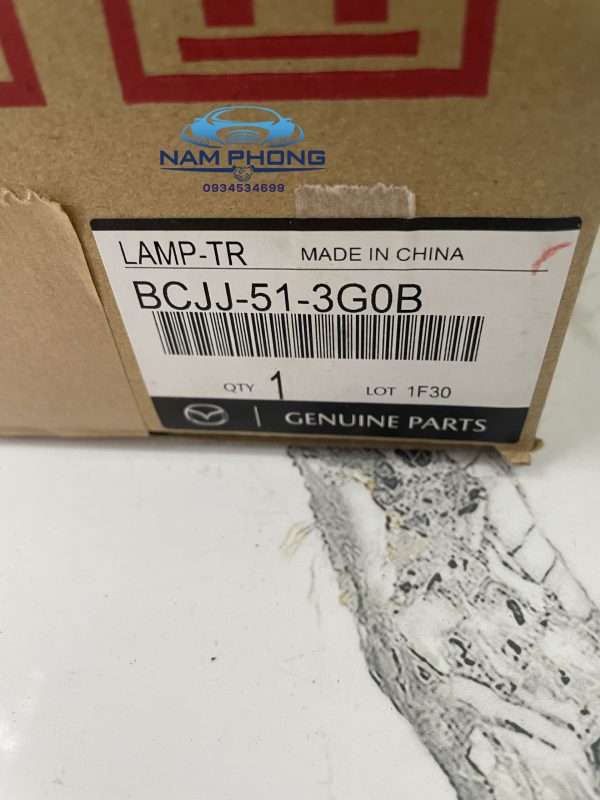 NAM PHONG
0934534699
LAMP-TR MADE IN CHINA
BCJJ-51-3G0B
QTY 1 LOT 1F30
GENUINE PARTS